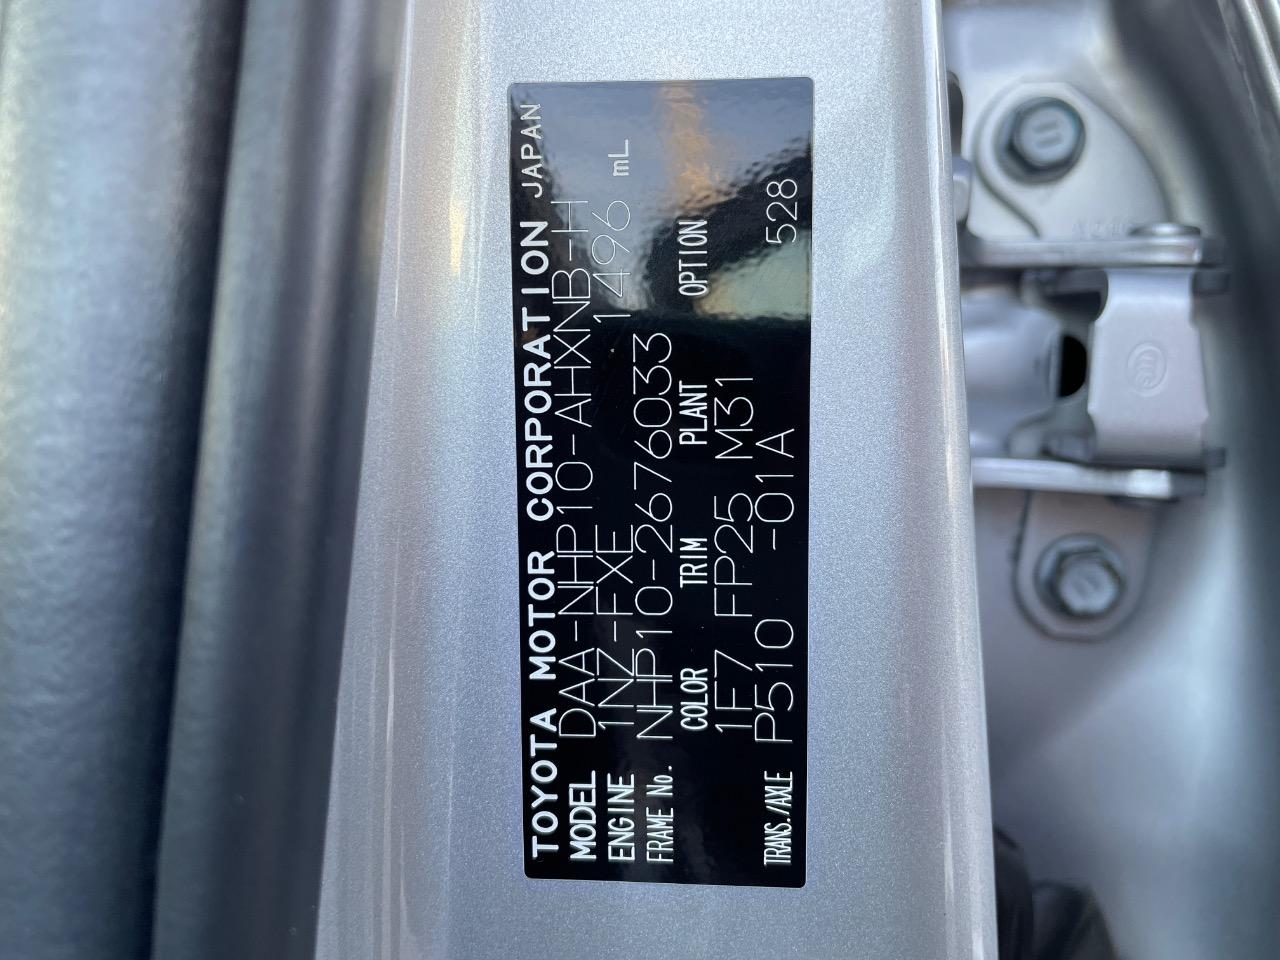 TOYOTA MOTOR CORPORATION JAPAN
MODEL DAA-NHP10-AHXNB-H
ENGINE 1NZ-FXE 1496 mL
FRAME No. NHP10-2676033
COLOR TRIM PLANT OPTION
1F7 FP25 M31
TRANS./AXLE P510 -01A 528